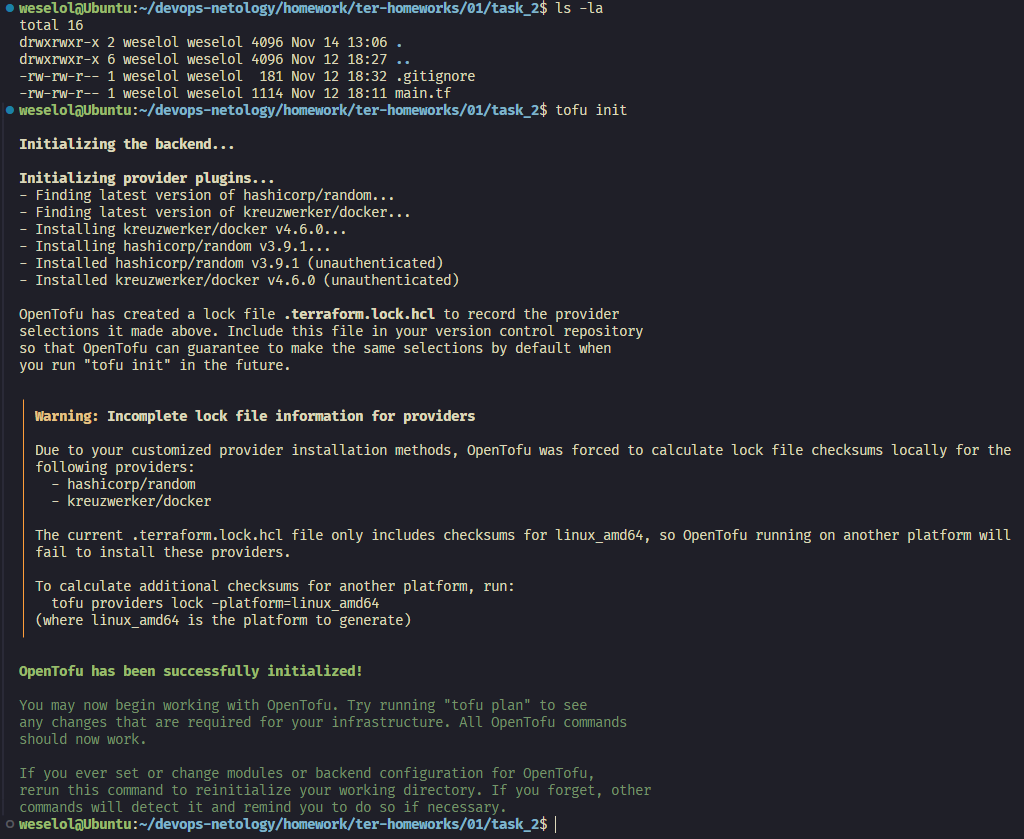 weselol@Ubuntu:~/devops-netology/homework/ter-homeworks/01/task_2$ ls -la
total 16
drwxrwxr-x 2 weselol weselol 4096 Nov 14 13:06 .
drwxrwxr-x 6 weselol weselol 4096 Nov 12 18:27 ..
-rw-rw-r-- 1 weselol weselol  181 Nov 12 18:32 .gitignore
-rw-rw-r-- 1 weselol weselol 1114 Nov 12 18:11 main.tf
weselol@Ubuntu:~/devops-netology/homework/ter-homeworks/01/task_2$ tofu init
Initializing the backend...
Initializing provider plugins...
- Finding latest version of hashicorp/random...
- Finding latest version of kreuzwerker/docker...
- Installing kreuzwerker/docker v4.6.0...
- Installing hashicorp/random v3.9.1...
- Installed hashicorp/random v3.9.1 (unauthenticated)
- Installed kreuzwerker/docker v4.6.0 (unauthenticated)
OpenTofu has created a lock file .terraform.lock.hcl to record the provider
selections it made above. Include this file in your version control repository
so that OpenTofu can guarantee to make the same selections by default when
you run "tofu init" in the future.
Warning: Incomplete lock file information for providers
Due to your customized provider installation methods, OpenTofu was forced to calculate lock file checksums locally for the
following providers:
- hashicorp/random
- kreuzwerker/docker
The current .terraform.lock.hcl file only includes checksums for linux_amd64, so OpenTofu running on another platform will
fail to install these providers.
To calculate additional checksums for another platform, run:
tofu providers lock -platform=linux_amd64
(where linux_amd64 is the platform to generate)
OpenTofu has been successfully initialized!
You may now begin working with OpenTofu. Try running "tofu plan" to see
any changes that are required for your infrastructure. All OpenTofu commands
should now work.
If you ever set or change modules or backend configuration for OpenTofu,
rerun this command to reinitialize your working directory. If you forget, other
commands will detect it and remind you to do so if necessary.
weselol@Ubuntu:~/devops-netology/homework/ter-homeworks/01/task_2$